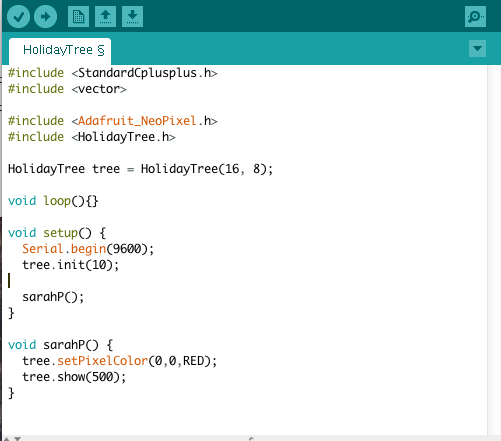 HolidayTree §
#include <StandardCplusplus.h>
#include <vector>
#include <Adafruit_NeoPixel.h>
#include <HolidayTree.h>
HolidayTree tree = HolidayTree(16, 8);
void loop(){}
void setup() {
  Serial.begin(9600);
  tree.init(10);
  sarahP();
}
void sarahP() {
  tree.setPixelColor(0,0,RED);
  tree.show(500);
}